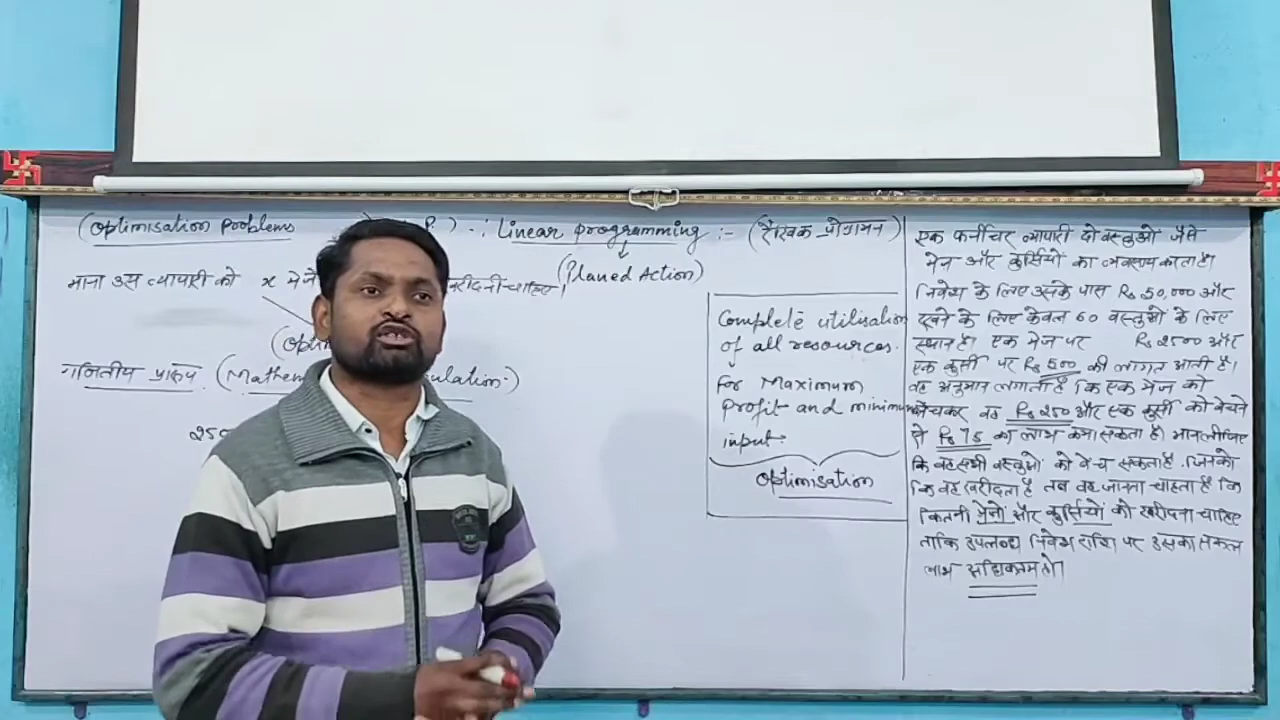 (Optimisation Problems
P.) .: Linear programming :- (रैखिक प्रोग्रामन)
(Planed Action)
माना उस व्यापारी को x मेजें
खरीदनी चाहिए
गणितीय प्रारूप (Mathem ulation.)
250
Complete utilisation
of all resources.
For Maximum
Profit and minimum
input
Optimisation
एक फर्नीचर व्यापारी दो वस्तुओं जैसे
मेज और कुर्सियों का व्यवसाय करता है।
निवेश के लिए उसके पास Rs 50,000 और
रखने के लिए केवल 60 वस्तुओं के लिए
स्थान है। एक मेज पर Rs 2500 और
एक कुर्सी पर Rs 500 की लागत आती है।
वह अनुमान लगाता है कि एक मेज को
बेचकर वह Rs 250 और एक कुर्सी को बेचने
से Rs 75 का लाभ कमा सकता है। मान लीजिए
कि वह सभी वस्तुओं को बेच सकता है जिनको
कि वह खरीदता है तब वह जानना चाहता है कि
कितनी मेजों और कुर्सियों को खरीदना चाहिए
ताकि उपलब्ध निवेश राशि पर उसका सकल
लाभ अधिकतम हो।